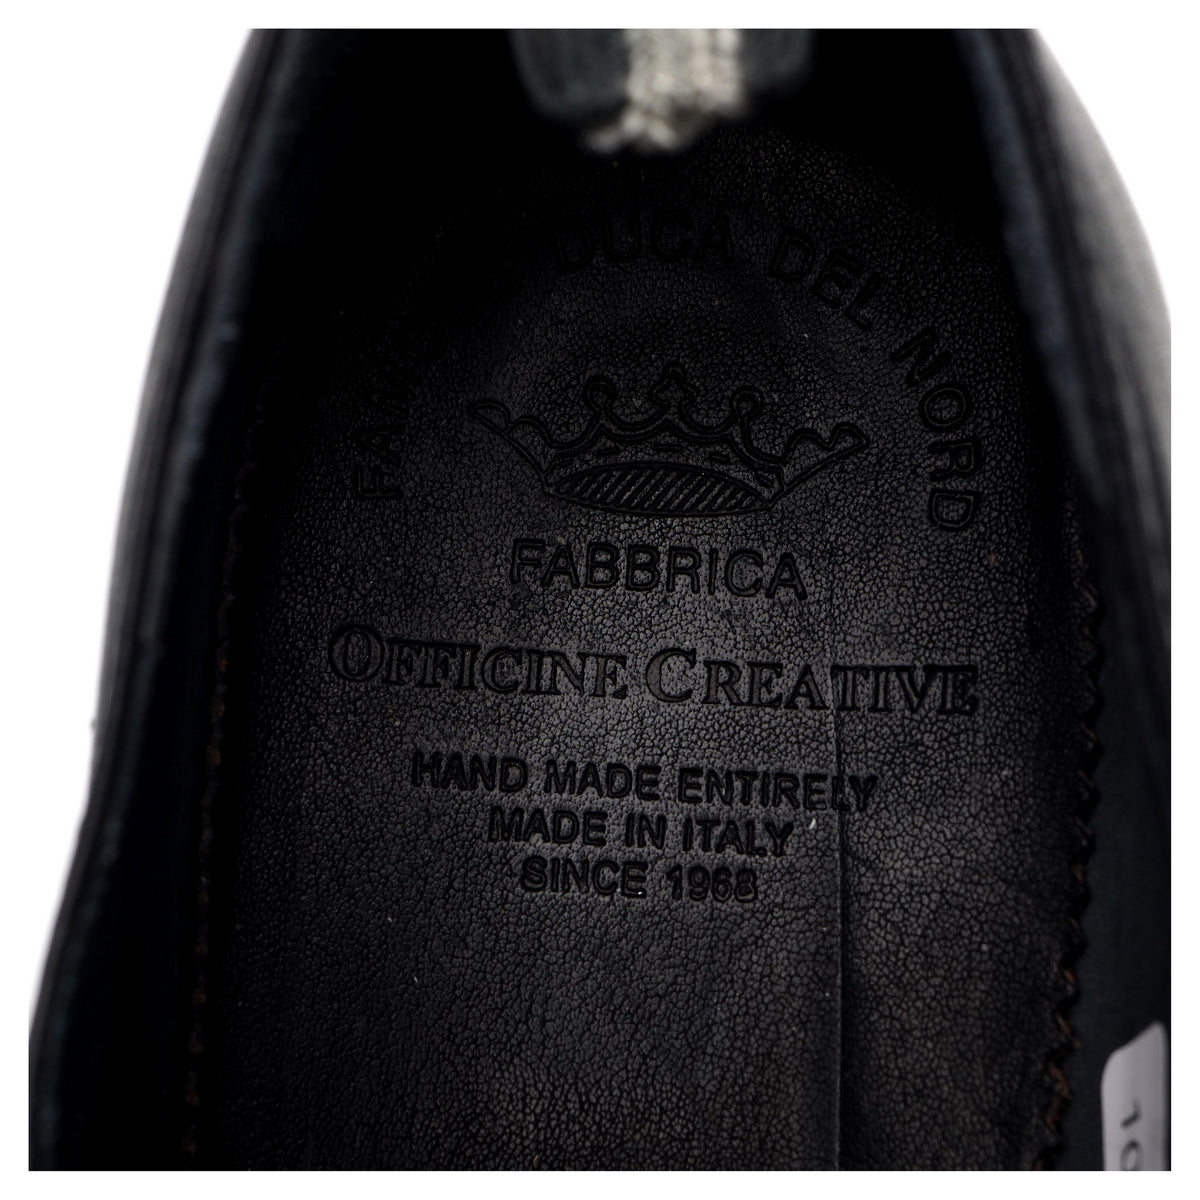 DUCA DEL NORD
FABBRICA
OFFICINE CREATIVE
HAND MADE ENTIRELY
MADE IN ITALY
SINCE 1968